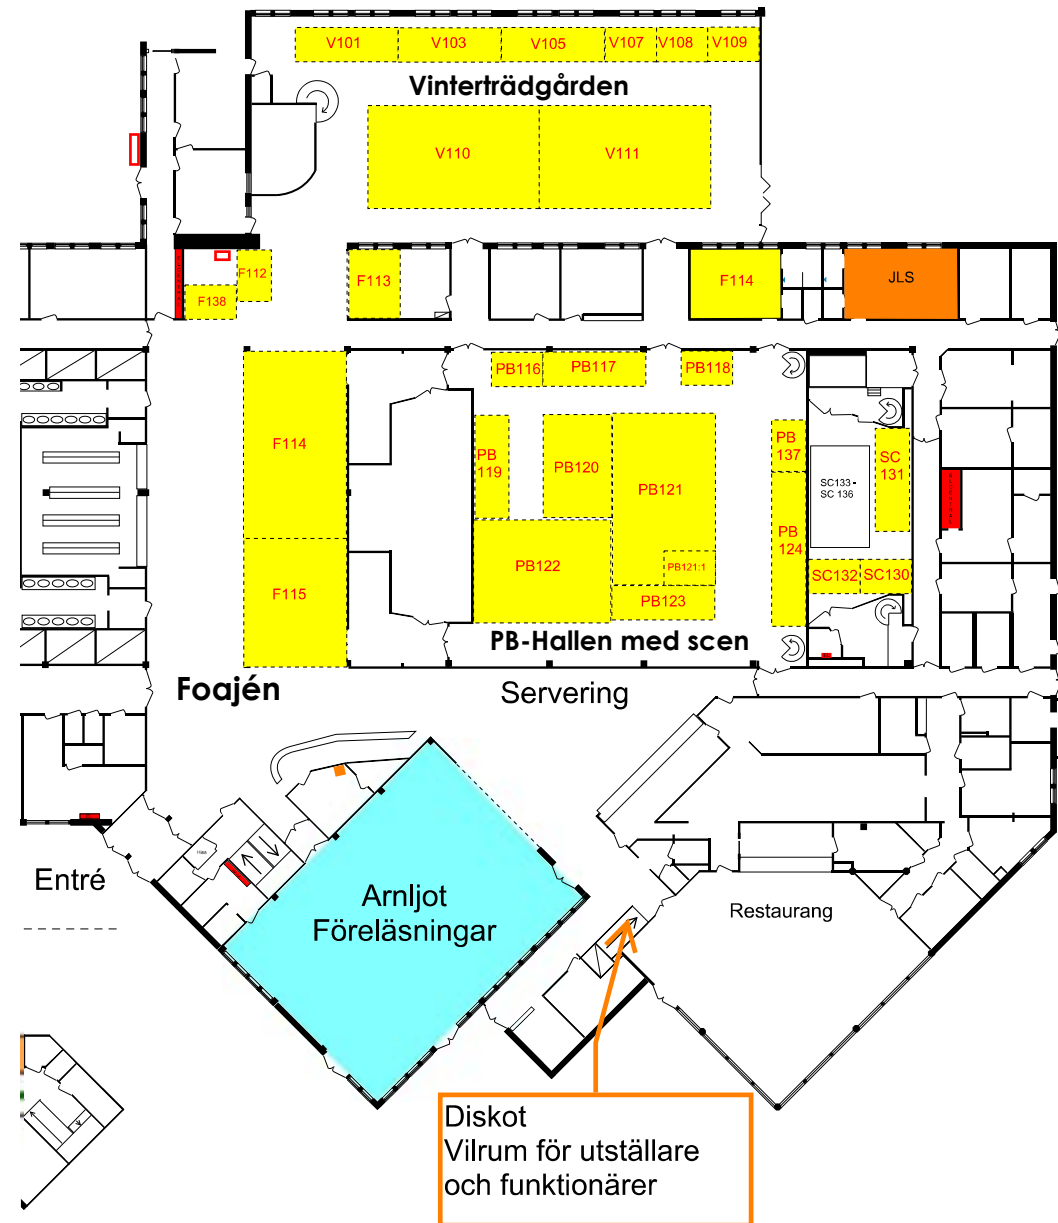 V101 V103 V105 V107 V108 V109
Vinterträdgården
V110 V111
F112 F113 F114 JLS
F138
PB116 PB117 PB118
F114
PB
119
PB120
PB121
PB
137
SC
131
SC133 -
SC 136
PB
124
PB122
PB121:1
SC132 SC130
F115
PB123
PB-Hallen med scen
Foajén
Servering
Hiss
Entré
Arnljot
Föreläsningar
Restaurang
Diskot
Vilrum för utställare
och funktionärer